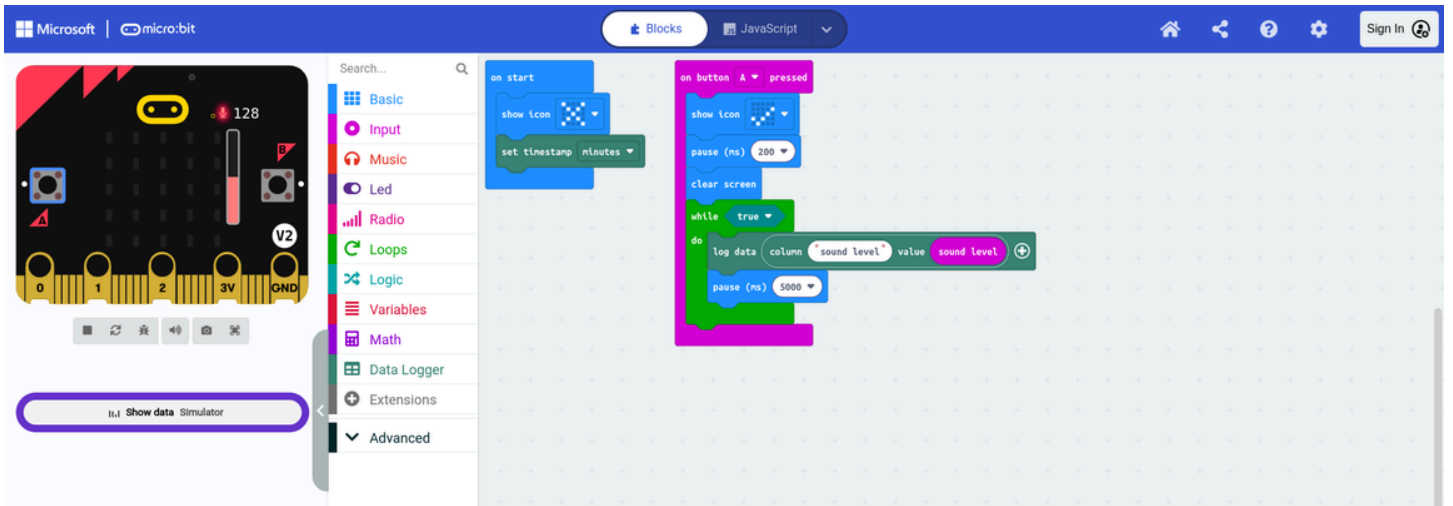 Microsoft micro:bit Blocks JavaScript Sign In
128
B
A
V2
0 1 2 3V GND
Show data Simulator
Search...
Basic
Input
Music
Led
Radio
Loops
Logic
Variables
Math
Data Logger
Extensions
Advanced
on start
show icon
set timestamp minutes
on button A pressed
show icon
pause (ms) 200
clear screen
while true
do
log data column "sound level" value sound level
pause (ms) 5000